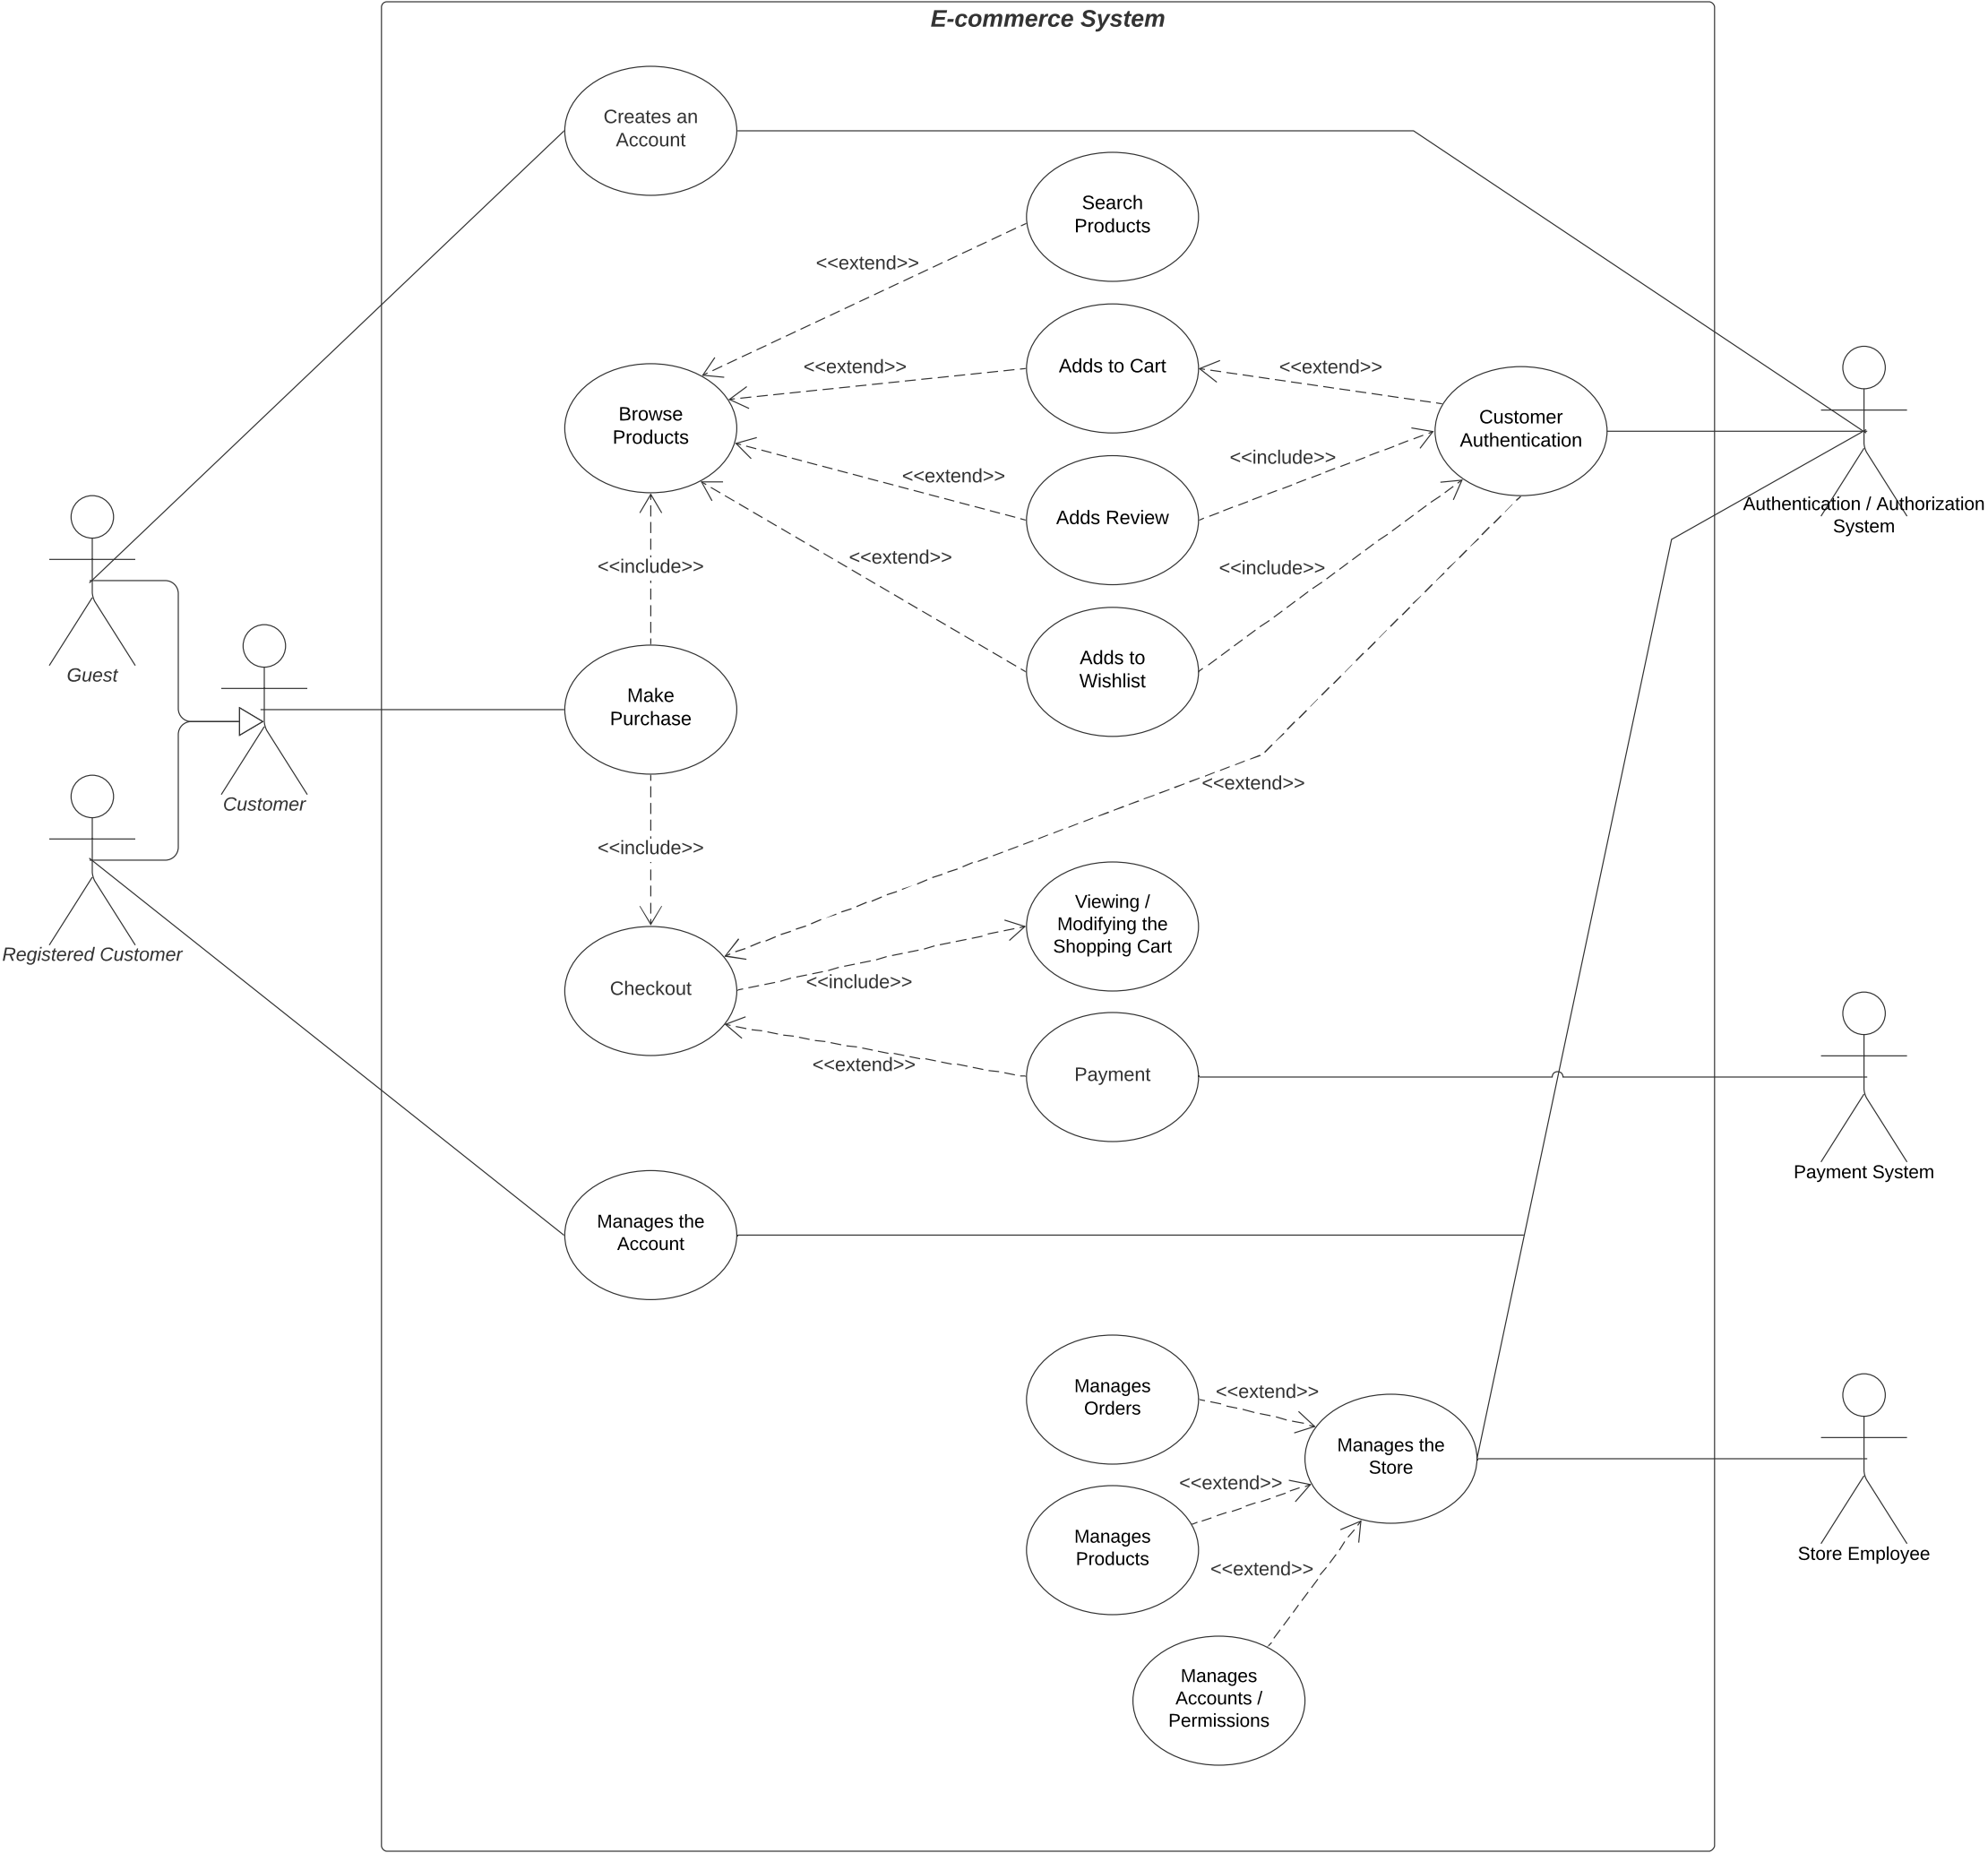 E-commerce System
Creates an
Account
Search
Products
<<extend>>
Adds to Cart
<<extend>>
<<extend>>
Browse
Products
Customer
Authentication
Authentication / Authorization
System
<<extend>>
<<include>>
Adds Review
<<include>>
<<extend>>
<<include>>
Adds to
Wishlist
Guest
Make
Purchase
Customer
<<extend>>
<<include>>
Registered Customer
Viewing /
Modifying the
Shopping Cart
Checkout
<<include>>
<<extend>>
Payment
Payment System
Manages the
Account
Manages
Orders
<<extend>>
Manages the
Store
<<extend>>
Manages
Products
<<extend>>
Store Employee
Manages
Accounts /
Permissions